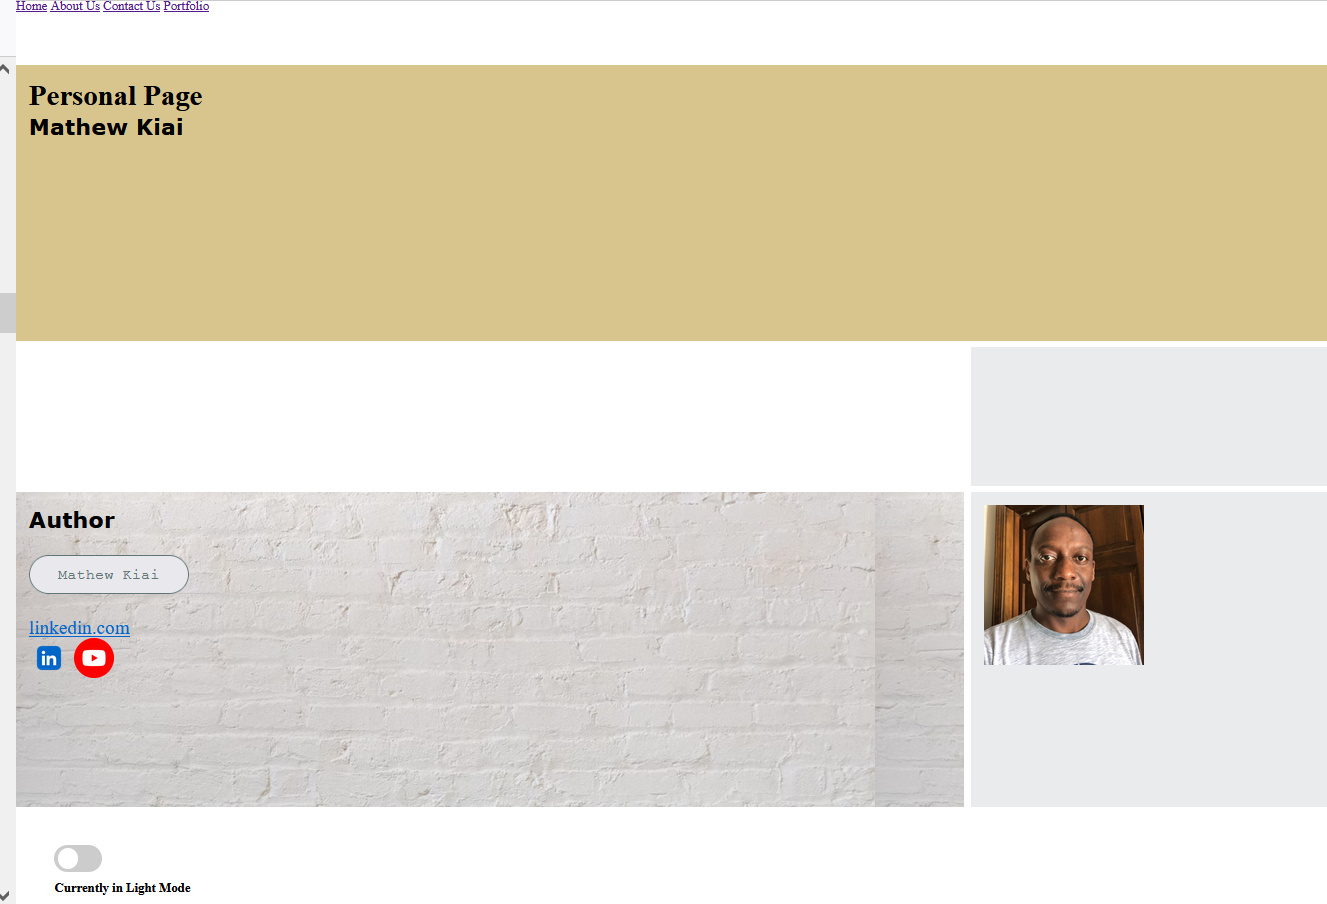 Home About Us Contact Us Portfolio
Personal Page
Mathew Kiai
Author
Mathew Kiai
linkedin.com
in
Currently in Light Mode